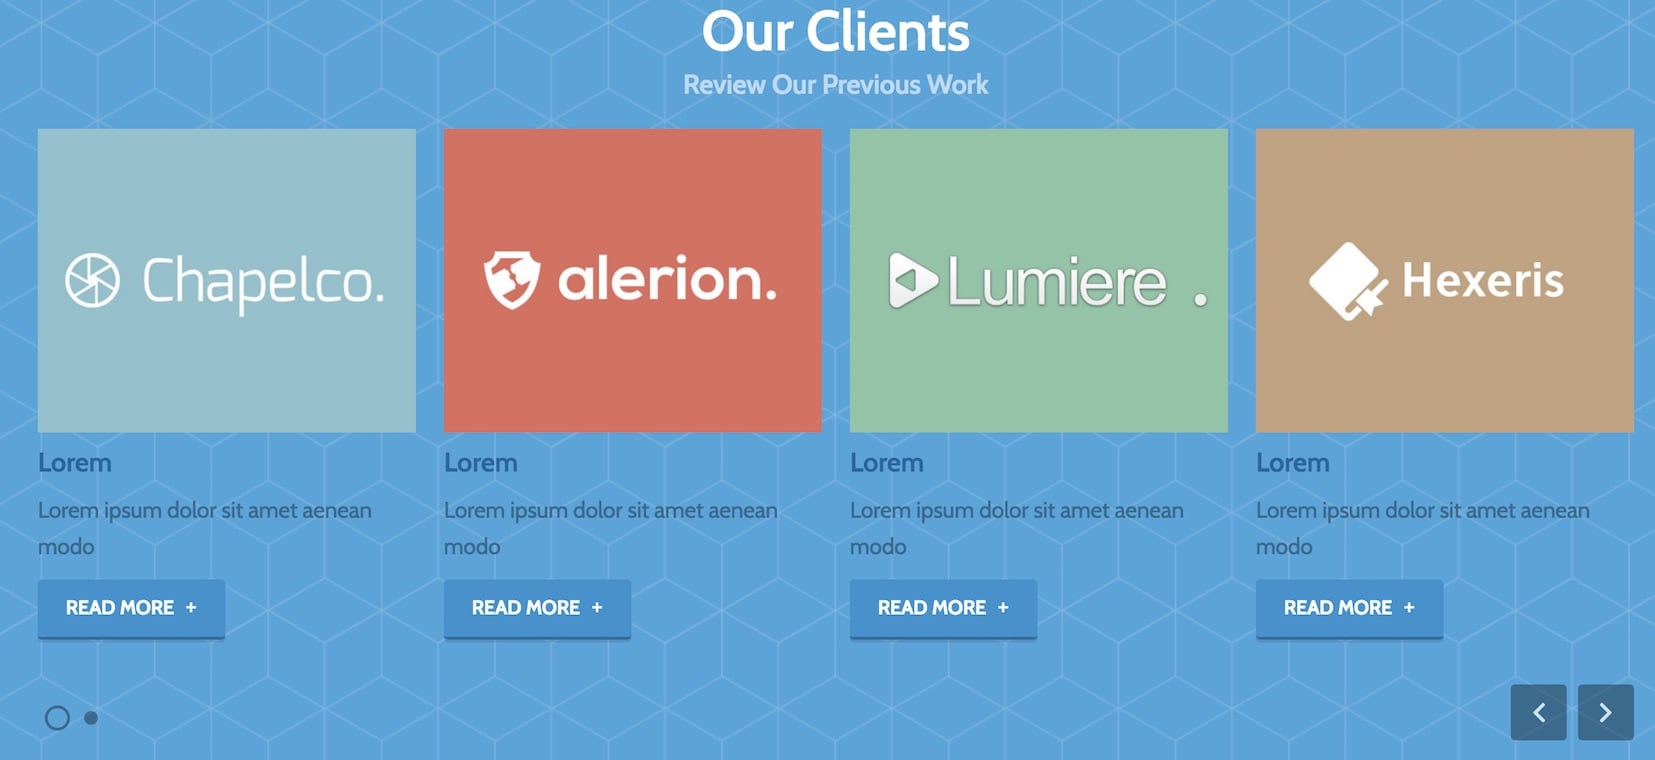 Our Clients
Review Our Previous Work
Chapelco.
alerion.
Lumiere .
Hexeris
Lorem
Lorem ipsum dolor sit amet aenean
modo
READ MORE +
Lorem
Lorem ipsum dolor sit amet aenean
modo
READ MORE +
Lorem
Lorem ipsum dolor sit amet aenean
modo
READ MORE +
Lorem
Lorem ipsum dolor sit amet aenean
modo
READ MORE +